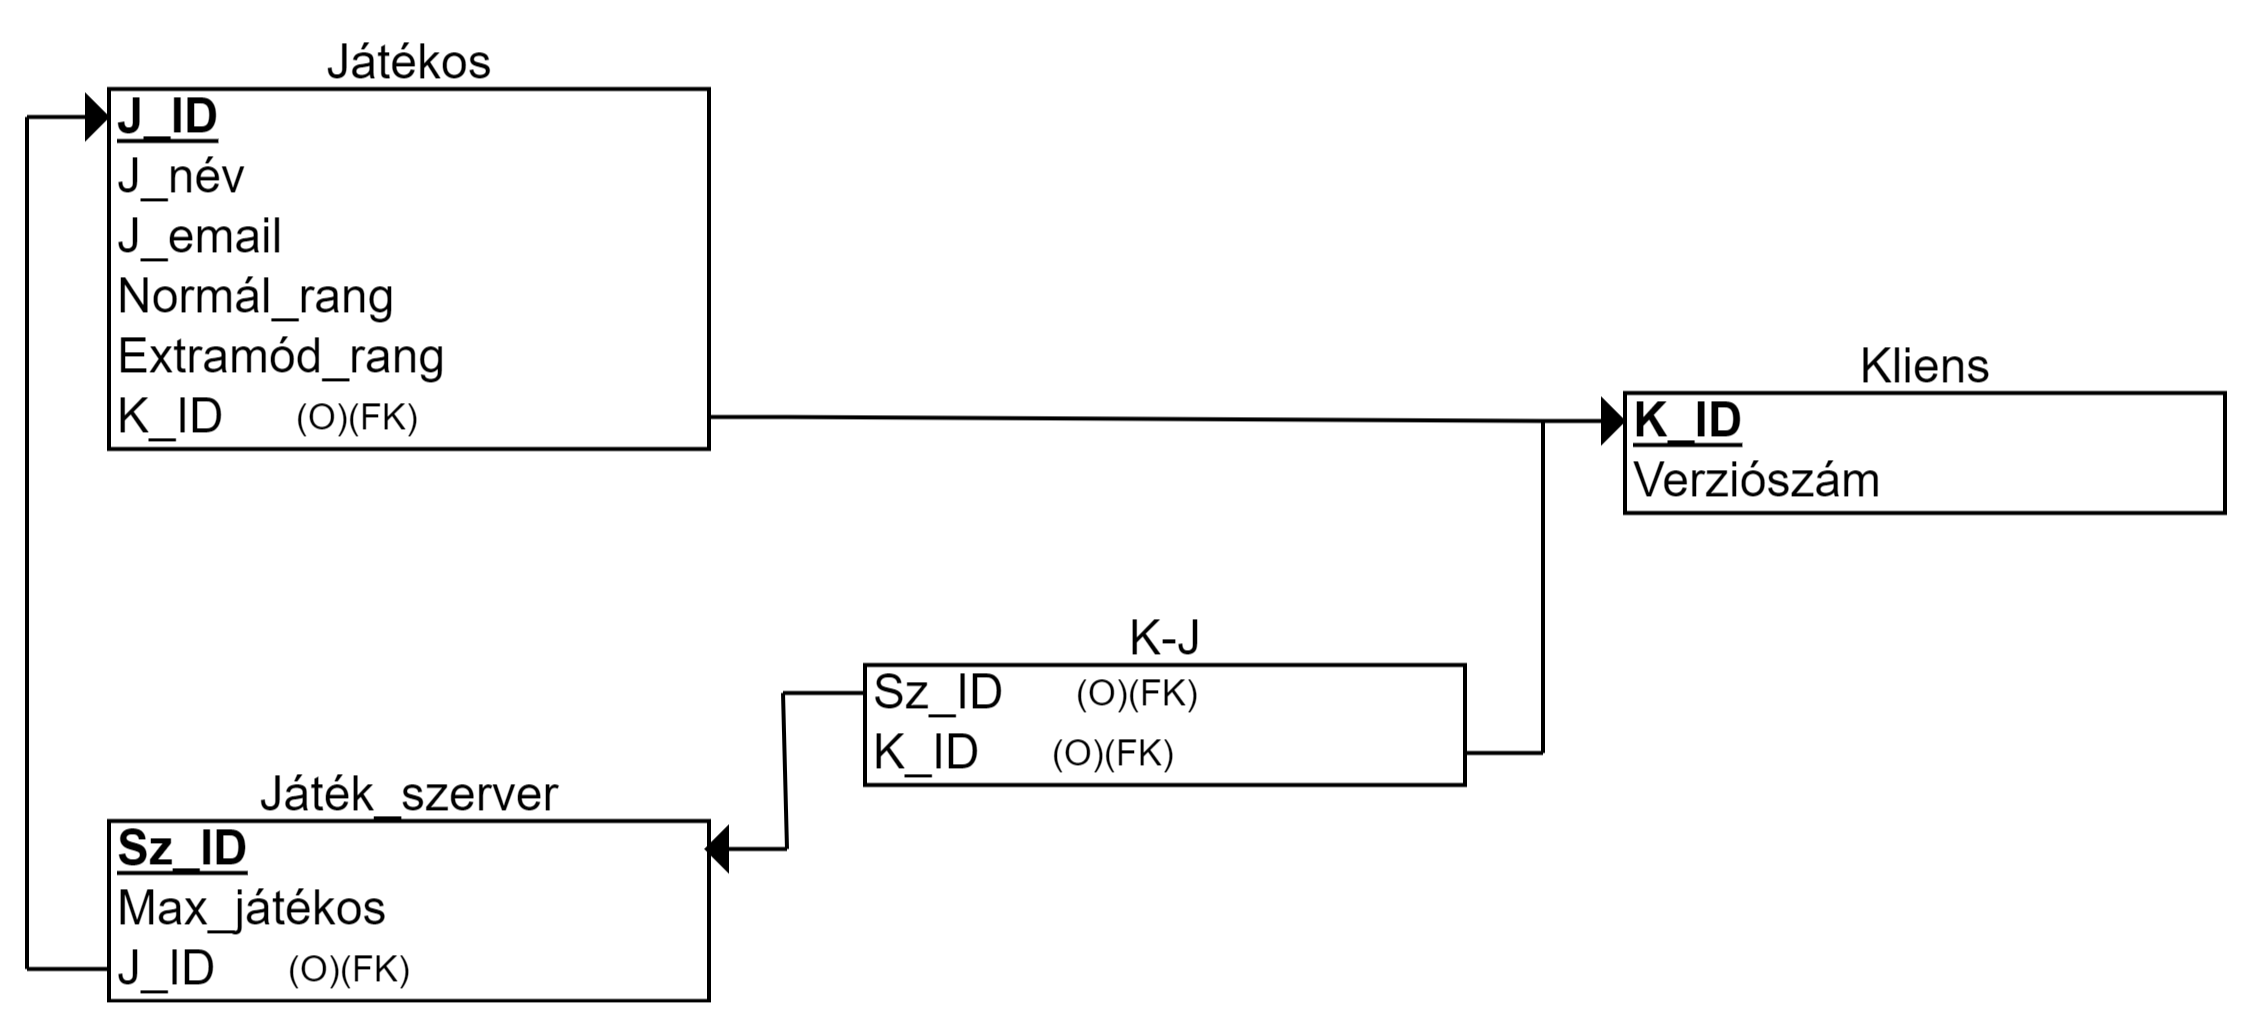 Játékos
J_ID
J_név
J_email
Normál_rang
Extramód_rang
K_ID (O)(FK)
Kliens
K_ID
Verziószám
K-J
Sz_ID (O)(FK)
K_ID (O)(FK)
Játék_szerver
Sz_ID
Max_játékos
J_ID (O)(FK)